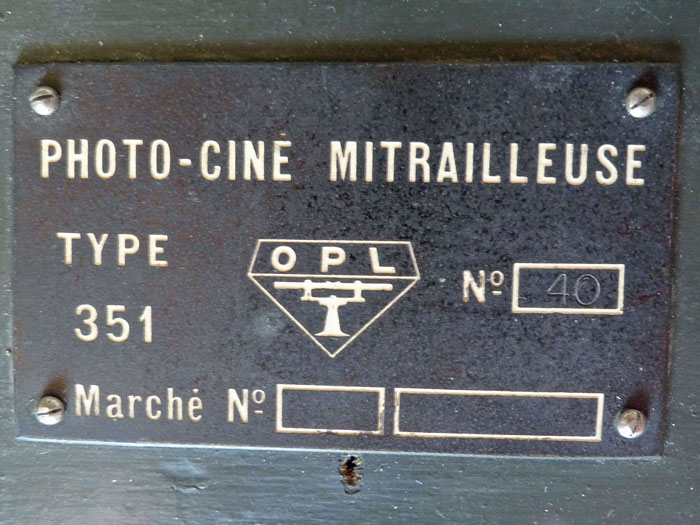 PHOTO-CINÉ MITRAILLEUSE
TYPE
351
OPL
Nº 40
Marché Nº